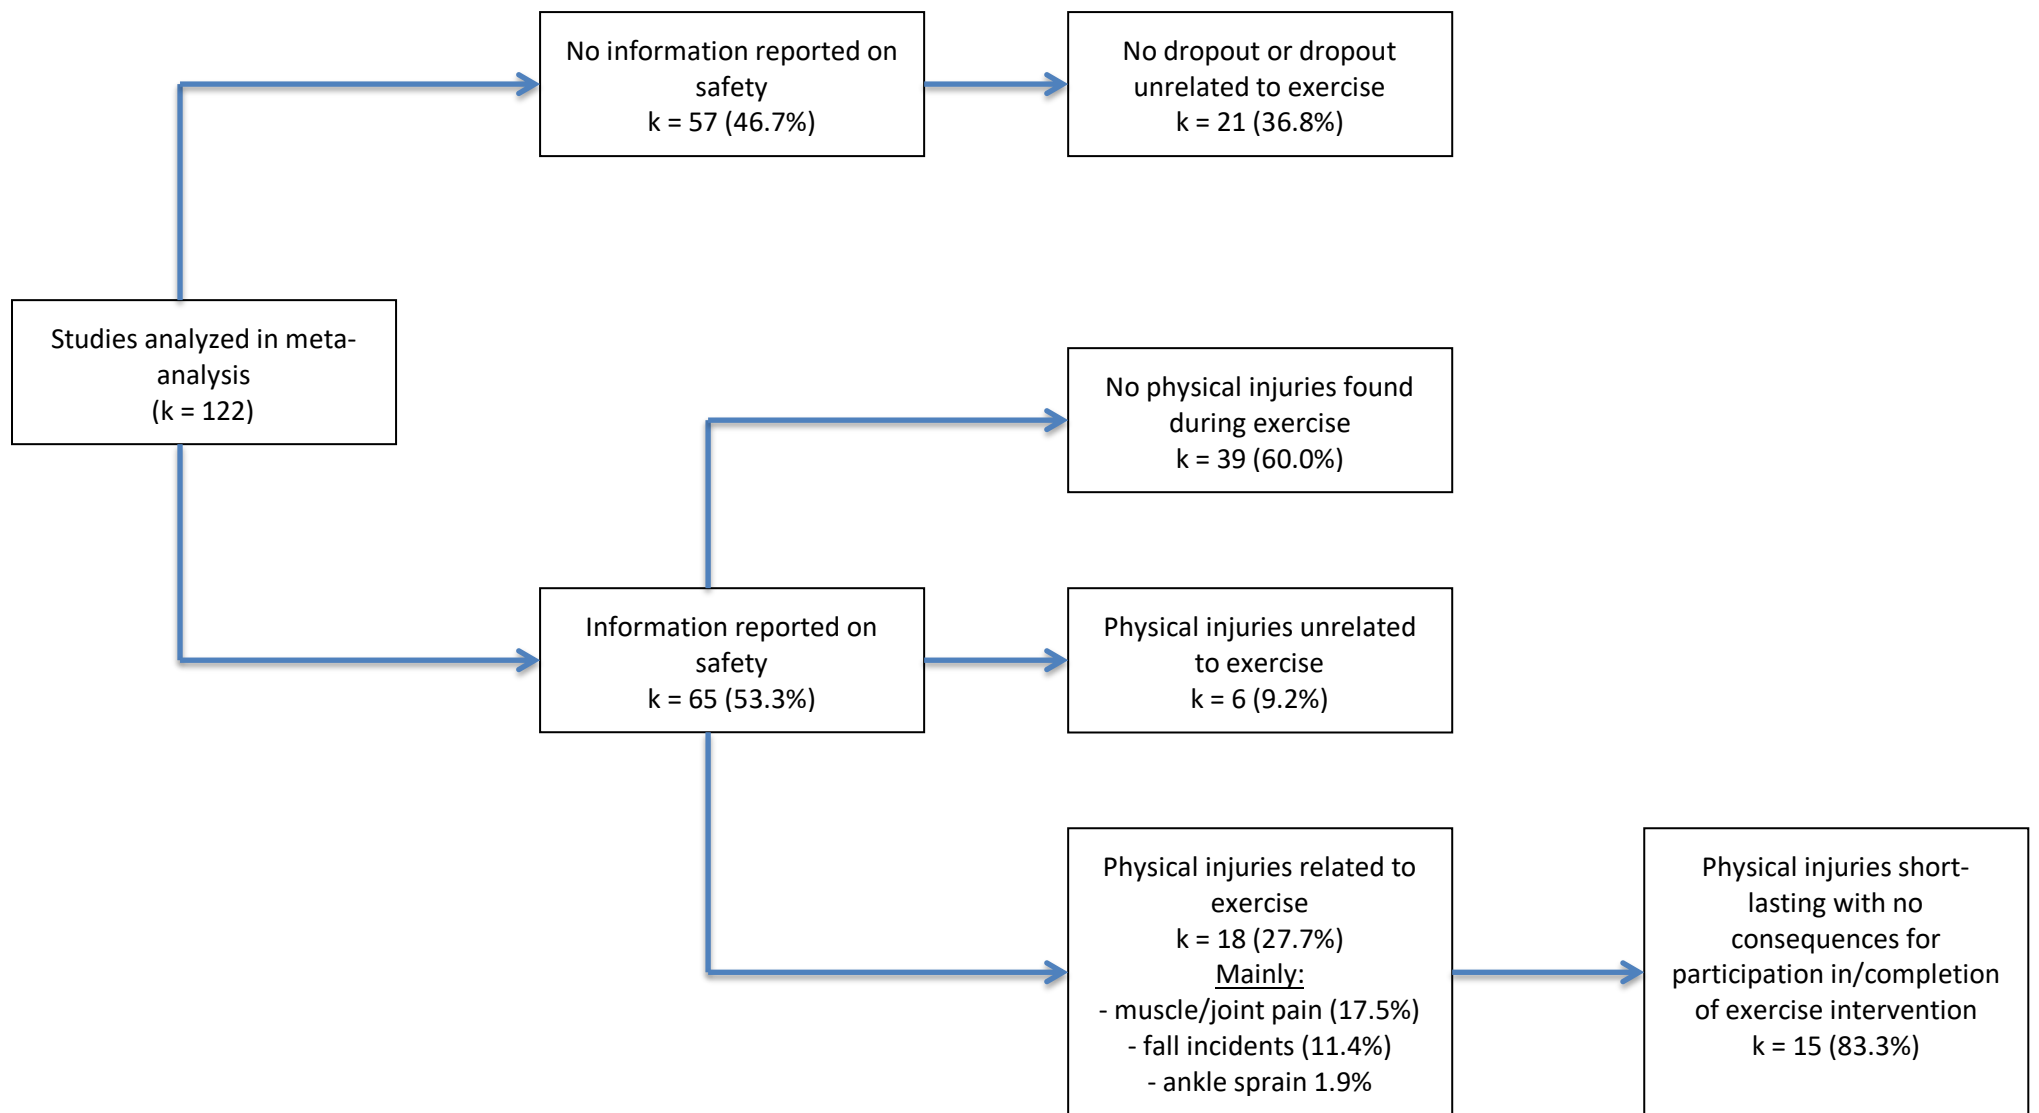 No information reported on
safety
k = 57 (46.7%)
No dropout or dropout
unrelated to exercise
k = 21 (36.8%)
Studies analyzed in meta-
analysis
(k = 122)
No physical injuries found
during exercise
k = 39 (60.0%)
Information reported on
safety
k = 65 (53.3%)
Physical injuries unrelated
to exercise
k = 6 (9.2%)
Physical injuries related to
exercise
k = 18 (27.7%)
Mainly:
- muscle/joint pain (17.5%)
- fall incidents (11.4%)
- ankle sprain 1.9%
Physical injuries short-
lasting with no
consequences for
participation in/completion
of exercise intervention
k = 15 (83.3%)